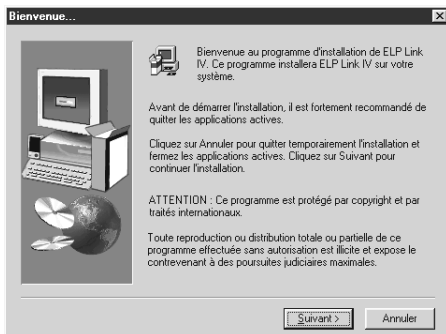 Bienvenue...
Bienvenue au programme d'installation de ELP Link
IV. Ce programme installera ELP Link IV sur votre
système.
Avant de démarrer l'installation, il est fortement recommandé de
quitter les applications actives.
Cliquez sur Annuler pour quitter temporairement l'installation et
fermez les applications actives. Cliquez sur Suivant pour
continuer l'installation.
ATTENTION : Ce programme est protégé par copyright et par
traités internationaux.
Toute reproduction ou distribution totale ou partielle de ce
programme effectuée sans autorisation est illicite et expose le
contrevenant à des poursuites judiciaires maximales.
Suivant >
Annuler